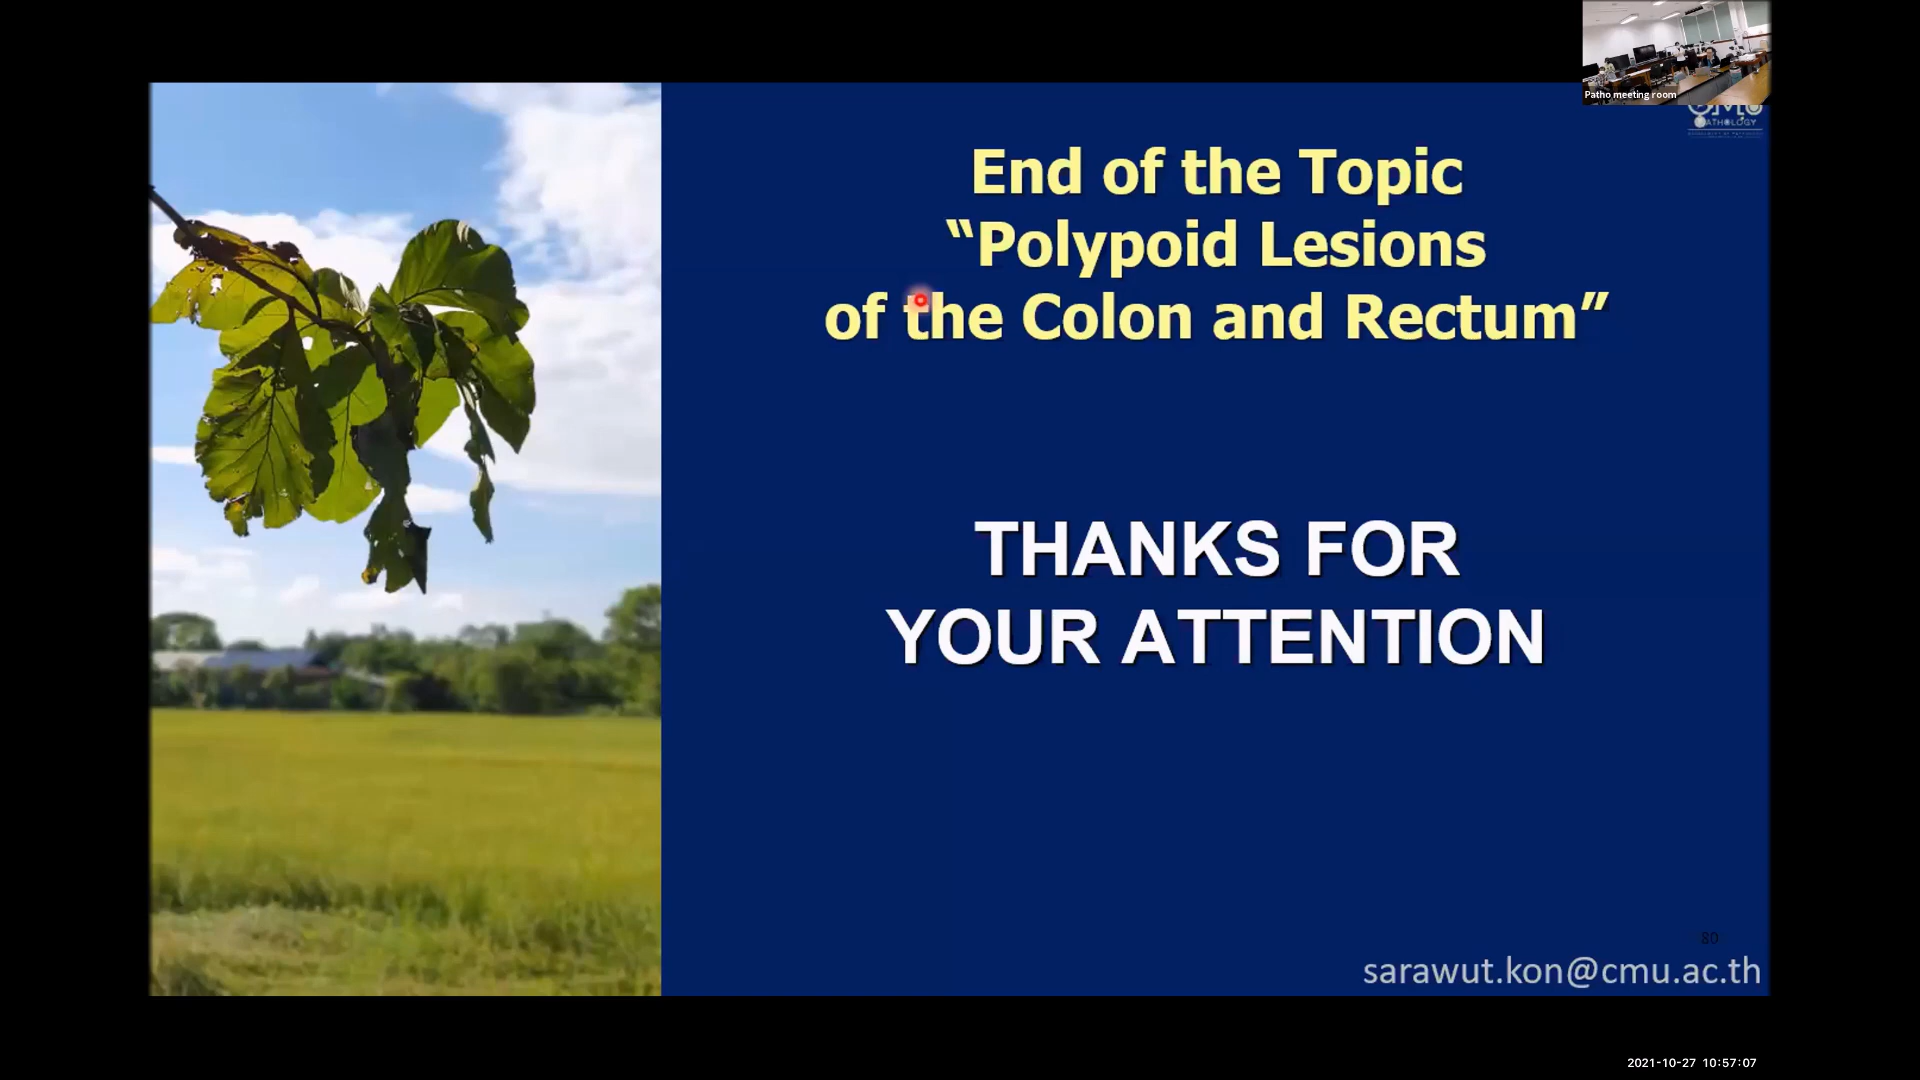 Patho meeting room
PATHOLOGY
End of the Topic
“Polypoid Lesions
of the Colon and Rectum”
THANKS FOR
YOUR ATTENTION
80
sarawut.kon@cmu.ac.th
2021-10-27 10:57:07